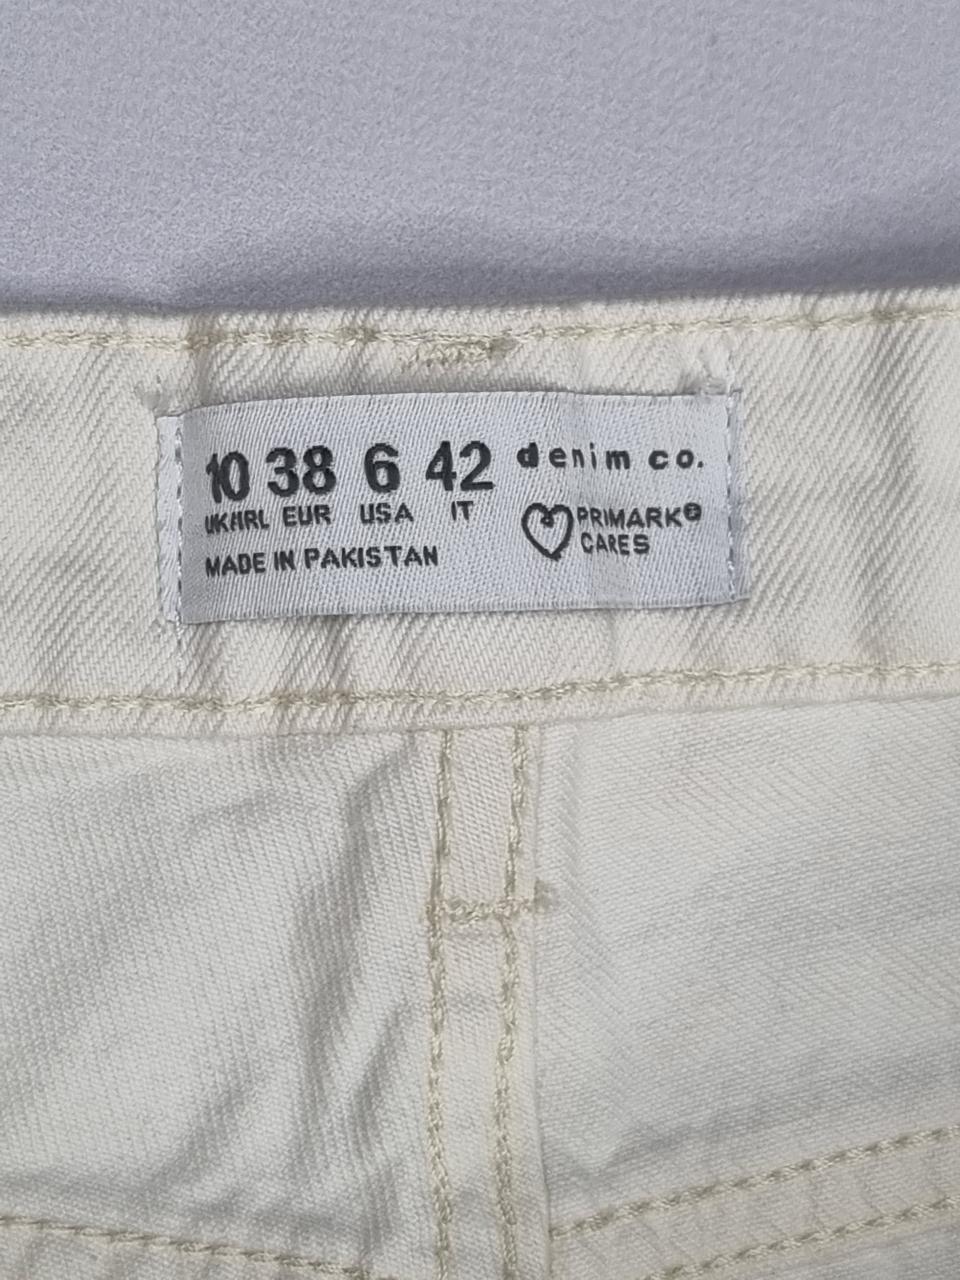 10 38 6 42
UK/IRL EUR USA IT
MADE IN PAKISTAN
denim co.
PRIMARK®
CARES